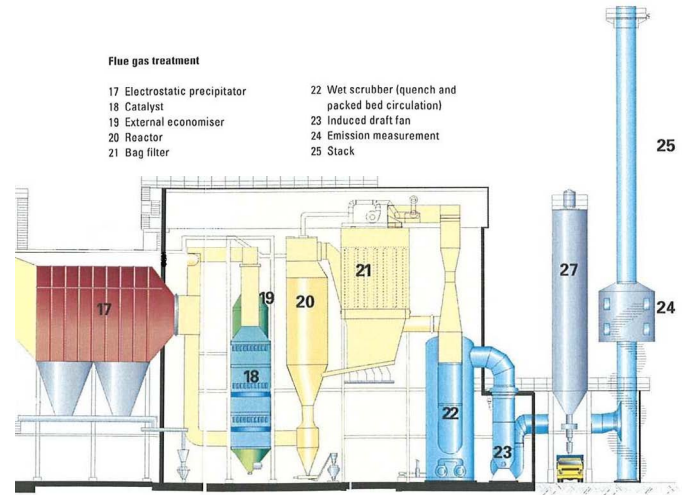 Flue gas treatment
17 Electrostatic precipitator
18 Catalyst
19 External economiser
20 Reactor
21 Bag filter
22 Wet scrubber (quench and
packed bed circulation)
23 Induced draft fan
24 Emission measurement
25 Stack
25
19
21
27
17
20
24
18
22
23